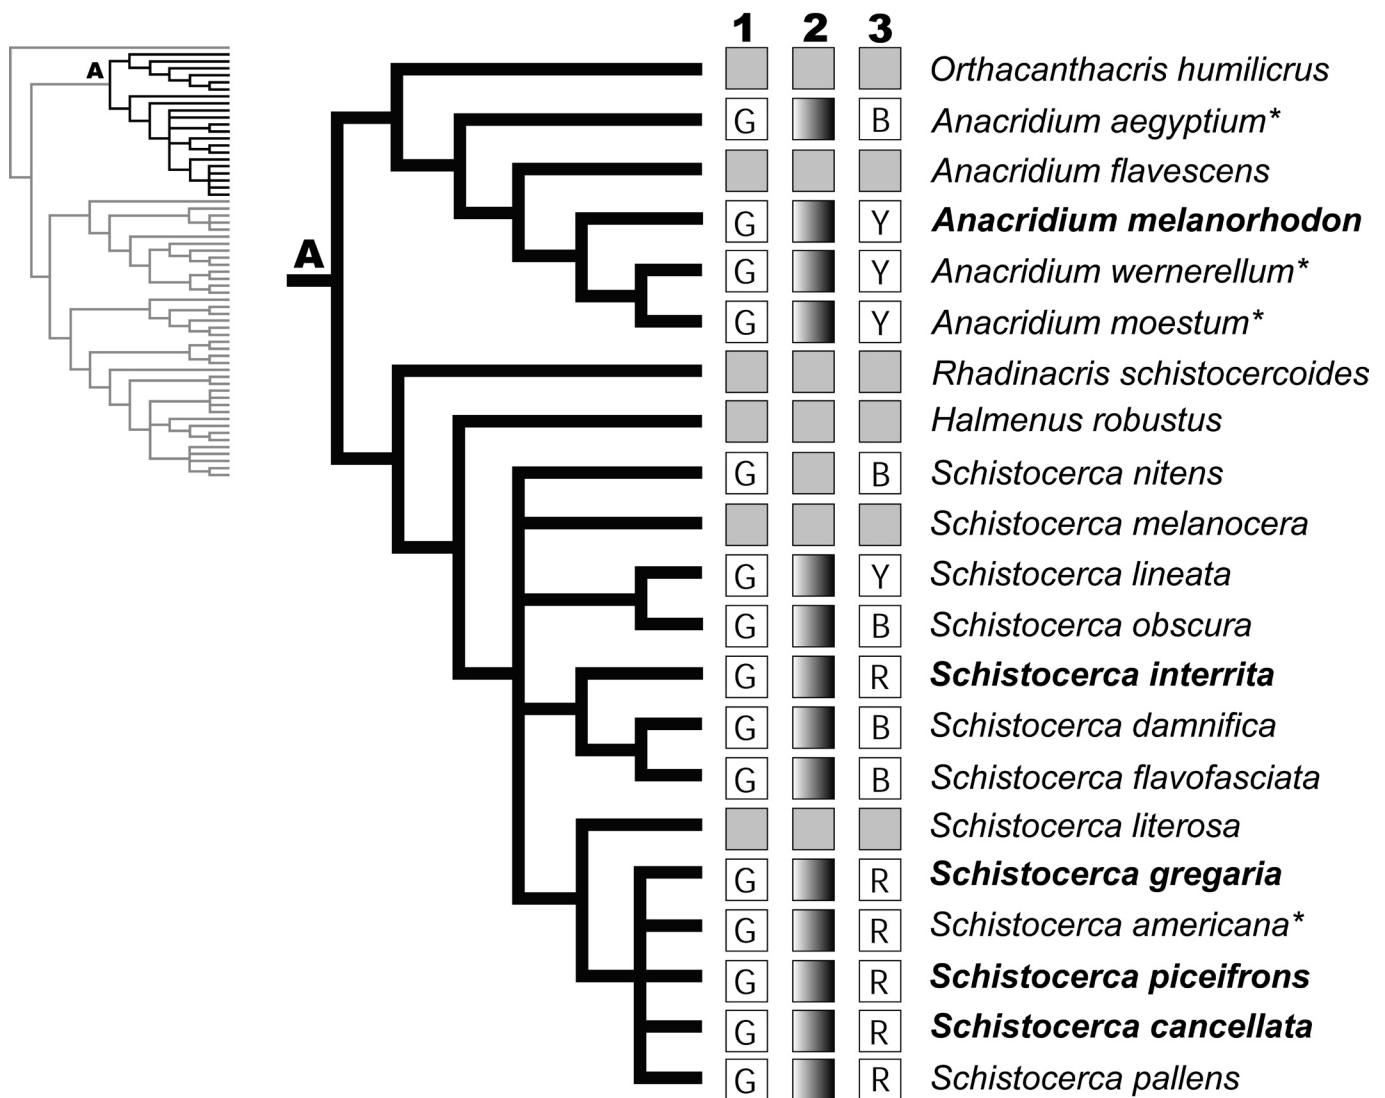 1 2 3
A
A
Orthacanthacris humilicrus
G B Anacridium aegyptium*
Anacridium flavescens
G Y Anacridium melanorhodon
G Y Anacridium wernerellum*
G Y Anacridium moestum*
Rhadinacris schistocercoides
Halmenus robustus
G B Schistocerca nitens
Schistocerca melanocera
G Y Schistocerca lineata
G B Schistocerca obscura
G R Schistocerca interrita
G B Schistocerca damnifica
G B Schistocerca flavofasciata
Schistocerca literosa
G R Schistocerca gregaria
G R Schistocerca americana*
G R Schistocerca piceifrons
G R Schistocerca cancellata
G R Schistocerca pallens